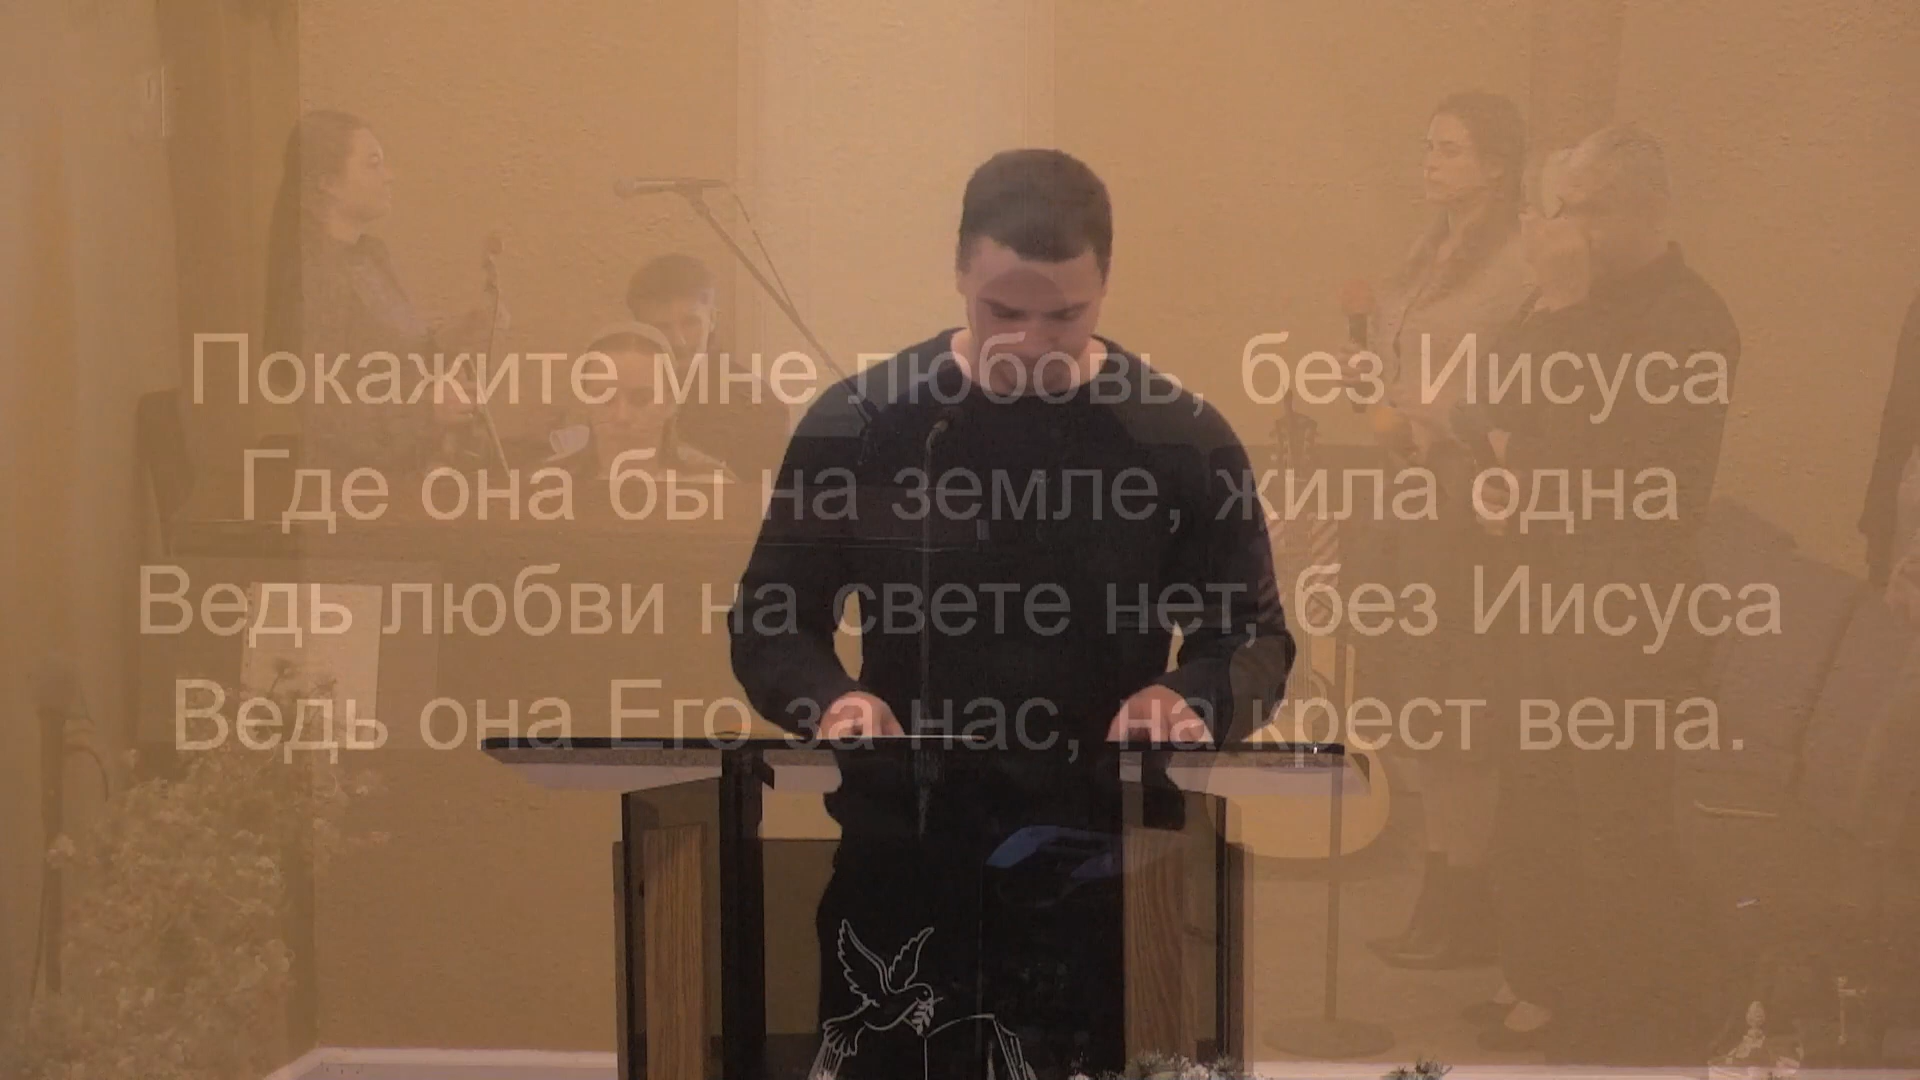 Покажите мне любовь, без Иисуса
Где она бы на земле, жила одна
Ведь любви на свете нет, без Иисуса
Ведь она Его за нас, на крест вела.